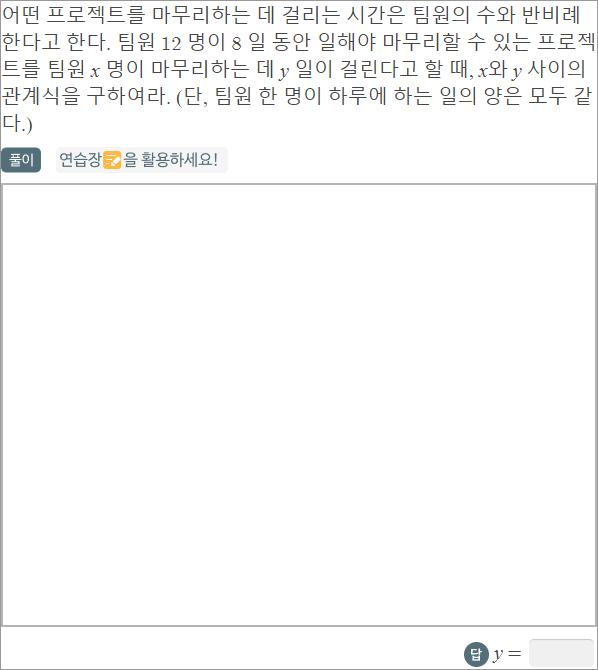 어떤 프로젝트를 마무리하는 데 걸리는 시간은 팀원의 수와 반비례
한다고 한다. 팀원 12 명이 8 일 동안 일해야 마무리할 수 있는 프로젝
트를 팀원 x 명이 마무리하는 데 y 일이 걸린다고 할 때, x와 y 사이의
관계식을 구하여라. (단, 팀원 한 명이 하루에 하는 일의 양은 모두 같
다.)
풀이 연습장을 활용하세요!
답 y =